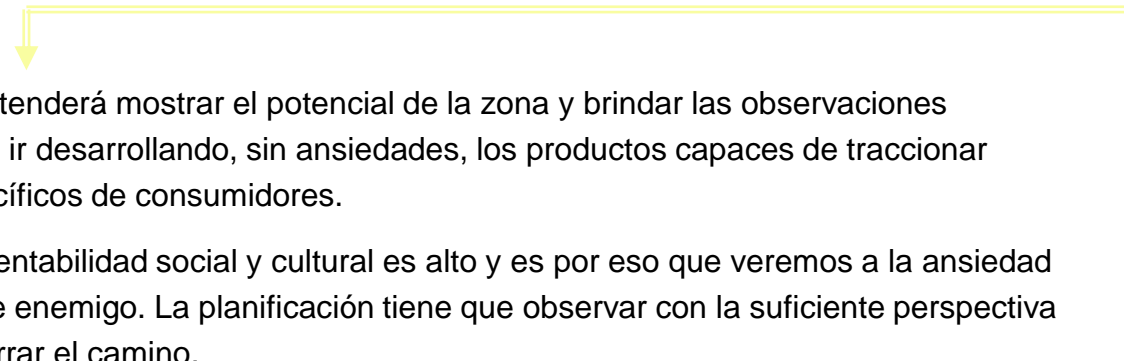 tenderá mostrar el potencial de la zona y brindar las observaciones
ir desarrollando, sin ansiedades, los productos capaces de traccionar
cíficos de consumidores.
entabilidad social y cultural es alto y es por eso que veremos a la ansiedad
e enemigo. La planificación tiene que observar con la suficiente perspectiva
rrar el camino.